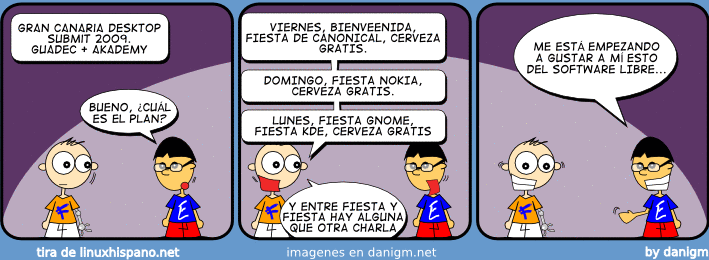 GRAN CANARIA DESKTOP
SUBMIT 2009.
GUADEC + AKADEMY
BUENO, ¿CUÁL
ES EL PLAN?
F
E
VIERNES, BIENVEENIDA,
FIESTA DE CANONICAL, CERVEZA
GRATIS.
DOMINGO, FIESTA NOKIA,
CERVEZA GRATIS.
LUNES, FIESTA GNOME,
FIESTA KDE, CERVEZA GRATIS
Y ENTRE FIESTA Y
FIESTA HAY ALGUNA
QUE OTRA CHARLA
E
ME ESTÁ EMPEZANDO
A GUSTAR A MÍ ESTO
DEL SOFTWARE LIBRE...
F
E
tira de linuxhispano.net
imagenes en danigm.net
by danigm